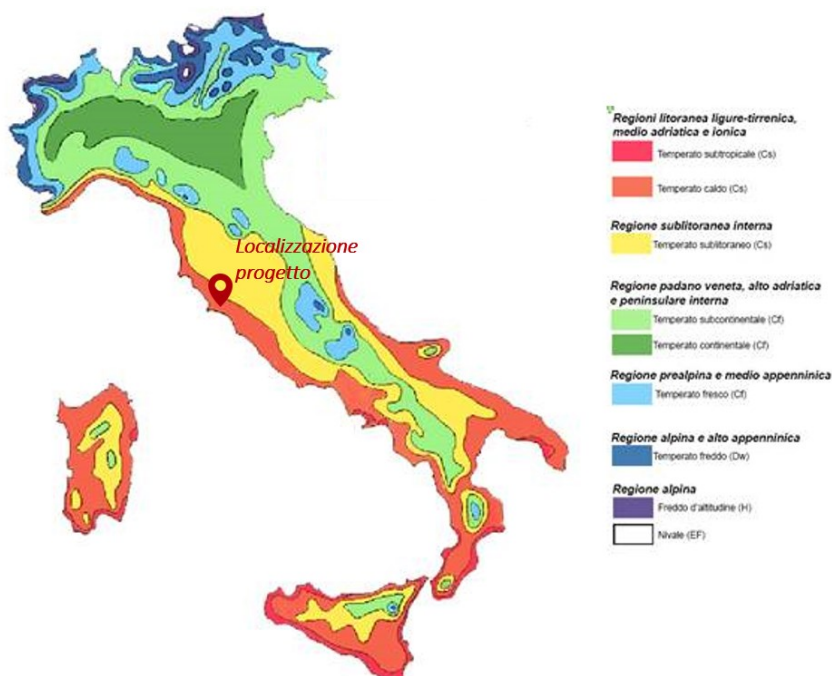 Regioni litoranea ligure-tirrenica,
medio adriatica e ionica
Temperato subtropicale (Cs)
Temperato caldo (Cs)
Regione sublitoranea interna
Temperato sublitoraneo (Cs)
Localizzazione
progetto
Regione padano veneta, alto adriatica
e peninsulare interna
Temperato subcontinentale (Cf)
Temperato continentale (Cf)
Regione prealpina e medio appenninica
Temperato fresco (Cf)
Regione alpina e alto appenninica
Temperato freddo (Dw)
Regione alpina
Freddo d'altitudine (H)
Nivale (EF)